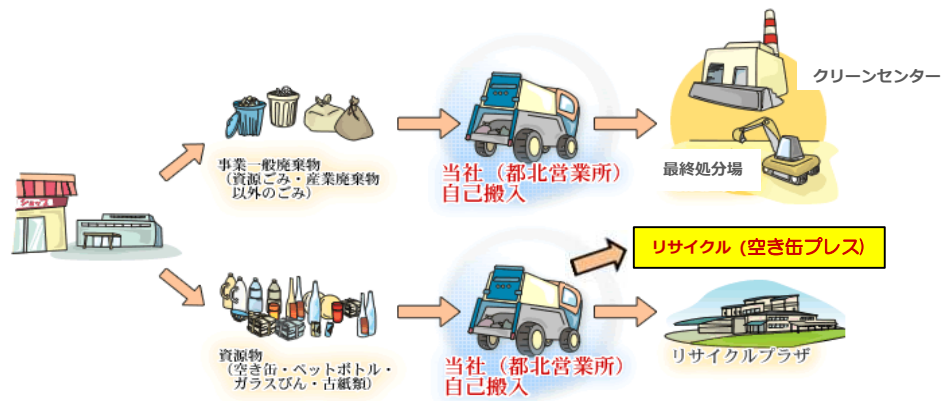 クリーンセンター
事業一般廃棄物
(資源ごみ・産業廃棄物
以外のごみ)
当社（都北営業所）
自己搬入
最終処分場
ショップ
リサイクル (空き缶プレス)
資源物
(空き缶・ペットボトル・
ガラスびん・古紙類)
当社（都北営業所）
自己搬入
リサイクルプラザ